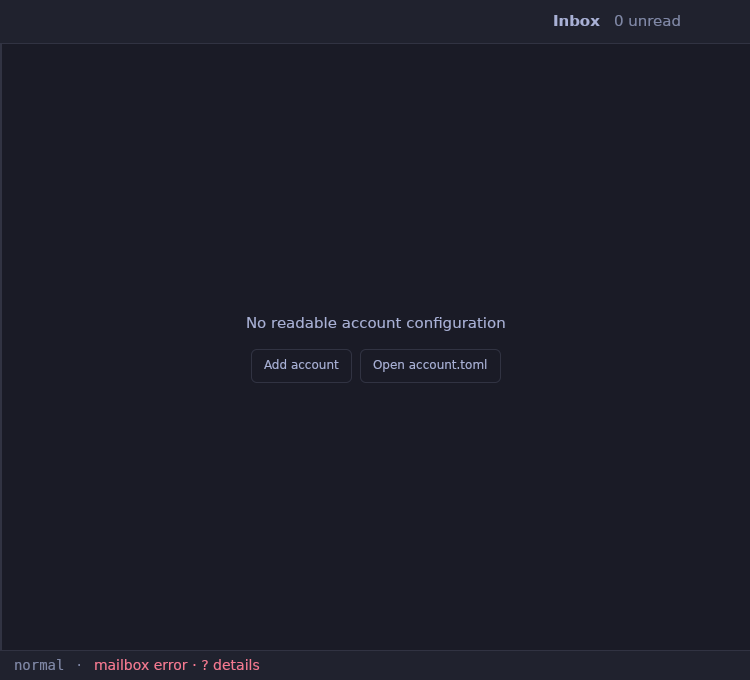 Inbox 0 unread
No readable account configuration
Add account Open account.toml
normal · mailbox error · ? details